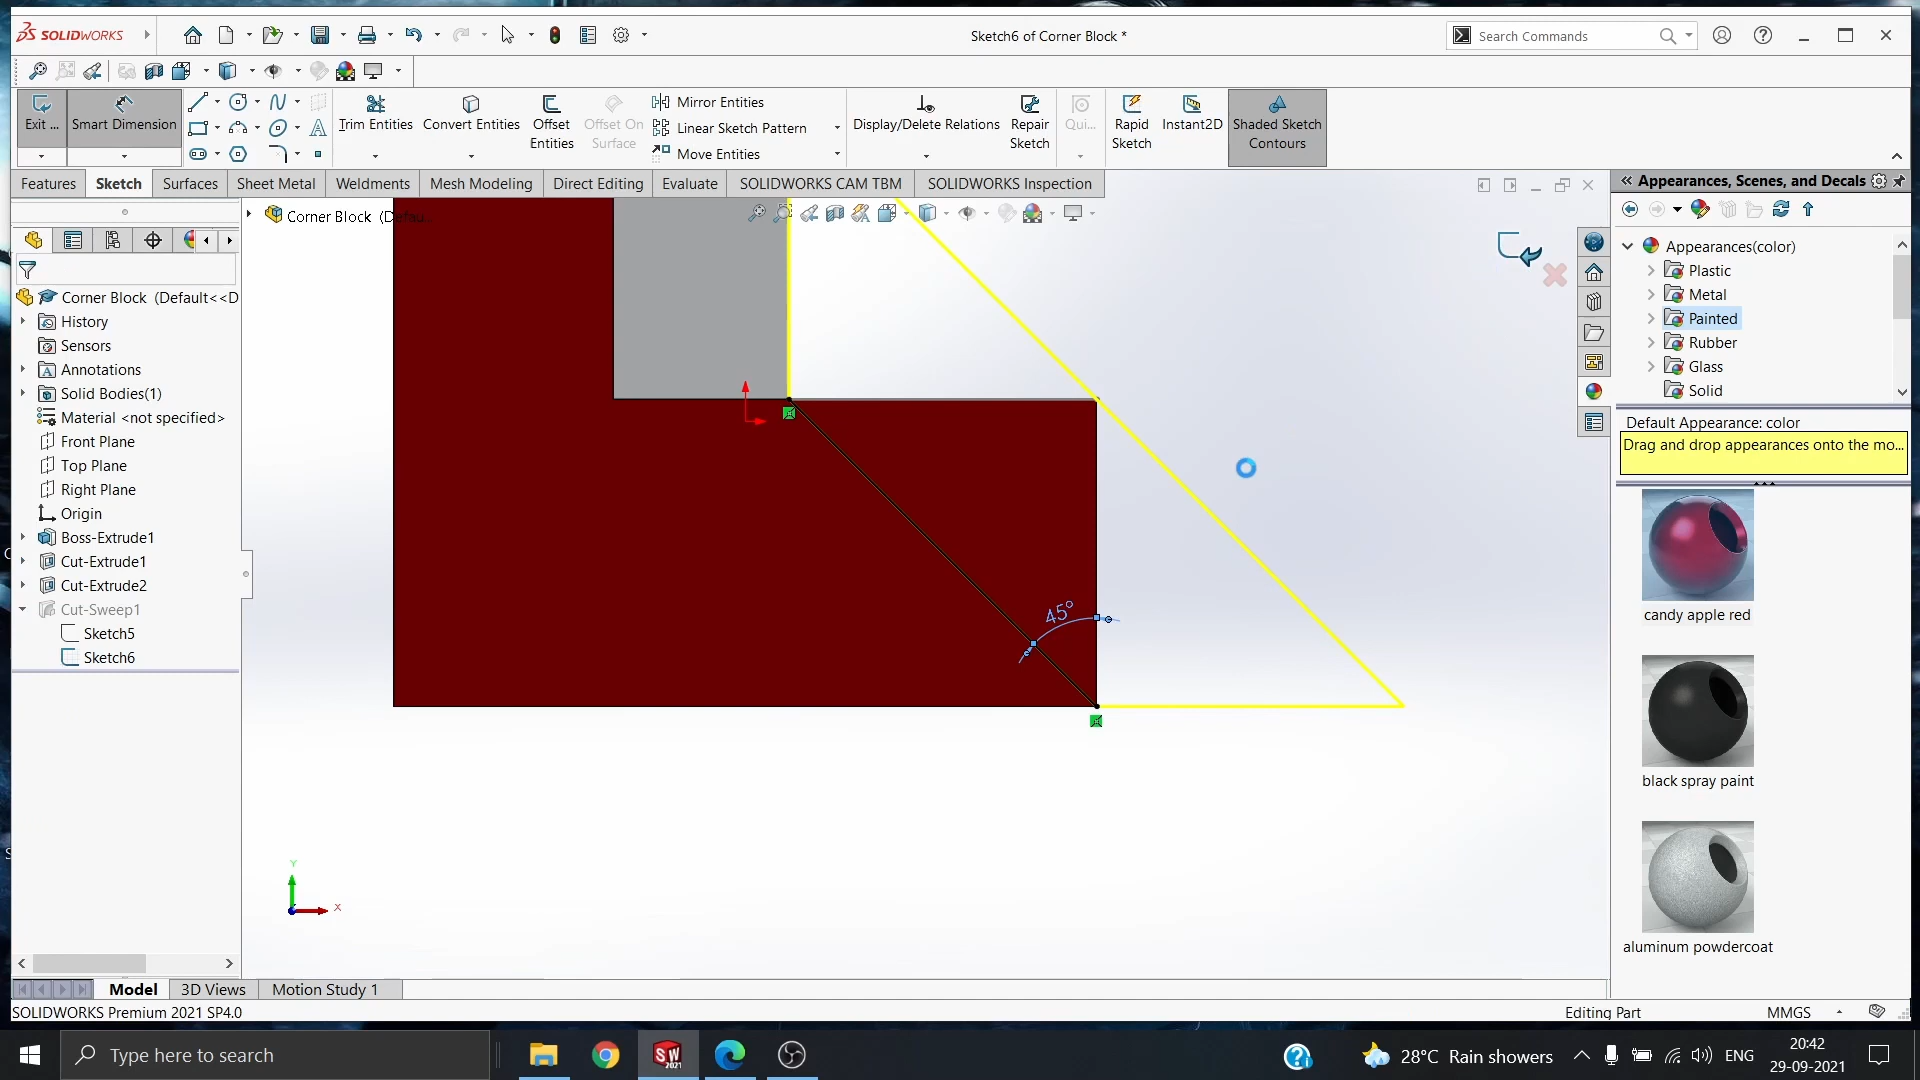 SOLIDWORKS
Sketch6 of Corner Block *
Search Commands
Exit ...
Smart Dimension
Trim Entities
Convert Entities
Offset Entities
Offset On Surface
Mirror Entities
Linear Sketch Pattern
Move Entities
Display/Delete Relations
Repair Sketch
Qui...
Rapid Sketch
Instant2D
Shaded Sketch Contours
Features
Sketch
Surfaces
Sheet Metal
Weldments
Mesh Modeling
Direct Editing
Evaluate
SOLIDWORKS CAM TBM
SOLIDWORKS Inspection
Corner Block (Defau...
Corner Block (Default<<D
History
Sensors
Annotations
Solid Bodies(1)
Material <not specified>
Front Plane
Top Plane
Right Plane
Origin
Boss-Extrude1
Cut-Extrude1
Cut-Extrude2
Cut-Sweep1
Sketch5
Sketch6
45°
Y
X
Appearances, Scenes, and Decals
Appearances(color)
Plastic
Metal
Painted
Rubber
Glass
Solid
Default Appearance: color
Drag and drop appearances onto the mo...
candy apple red
black spray paint
aluminum powdercoat
Model
3D Views
Motion Study 1
SOLIDWORKS Premium 2021 SP4.0
Editing Part
MMGS
Type here to search
SW
2021
28°C Rain showers
ENG
20:42
29-09-2021